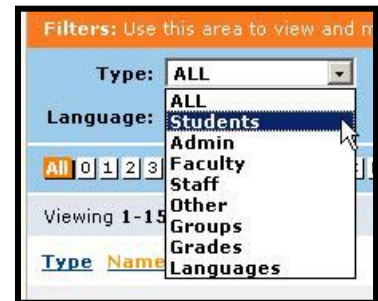 Filters: Use this area to view and m
Type: ALL
ALL
Language: Students
Admin
All 0 1 2 3 Faculty
Staff
Viewing 1-15 Other
Groups
Grades
Type Name Languages